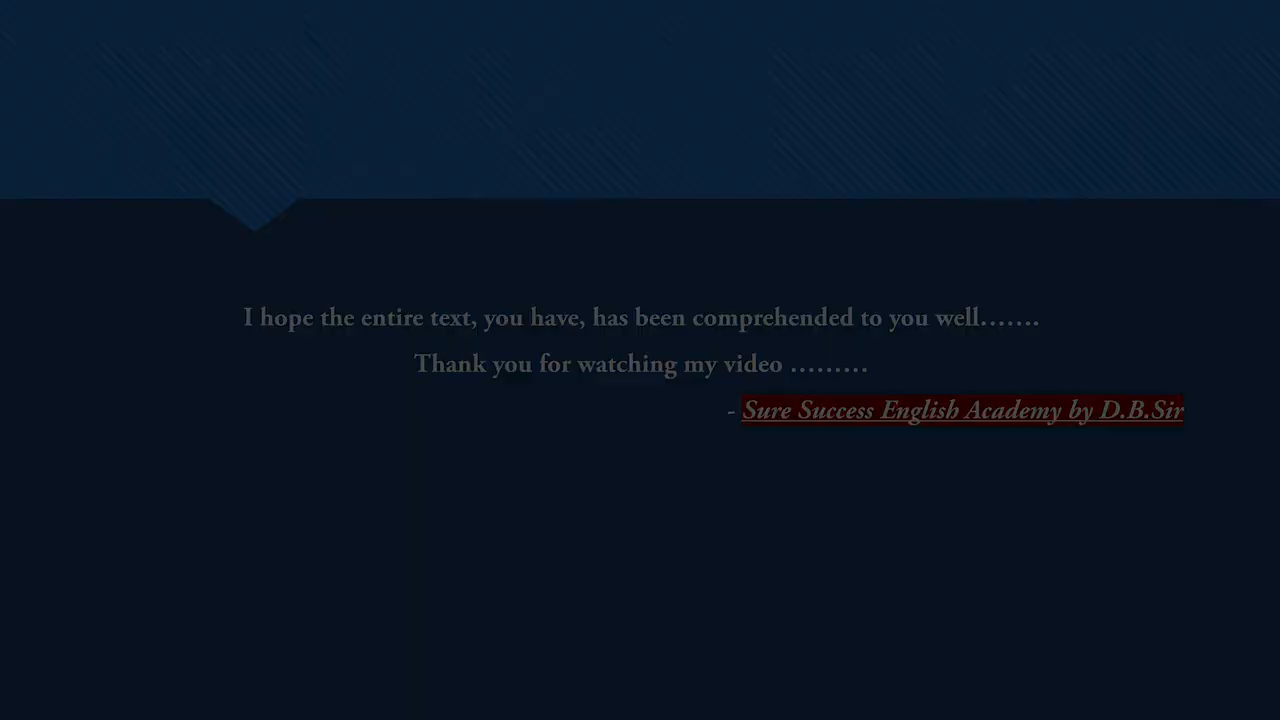 I hope the entire text, you have, has been comprehended to you well.......
Thank you for watching my video .........
- Sure Success English Academy by D.B.Sir